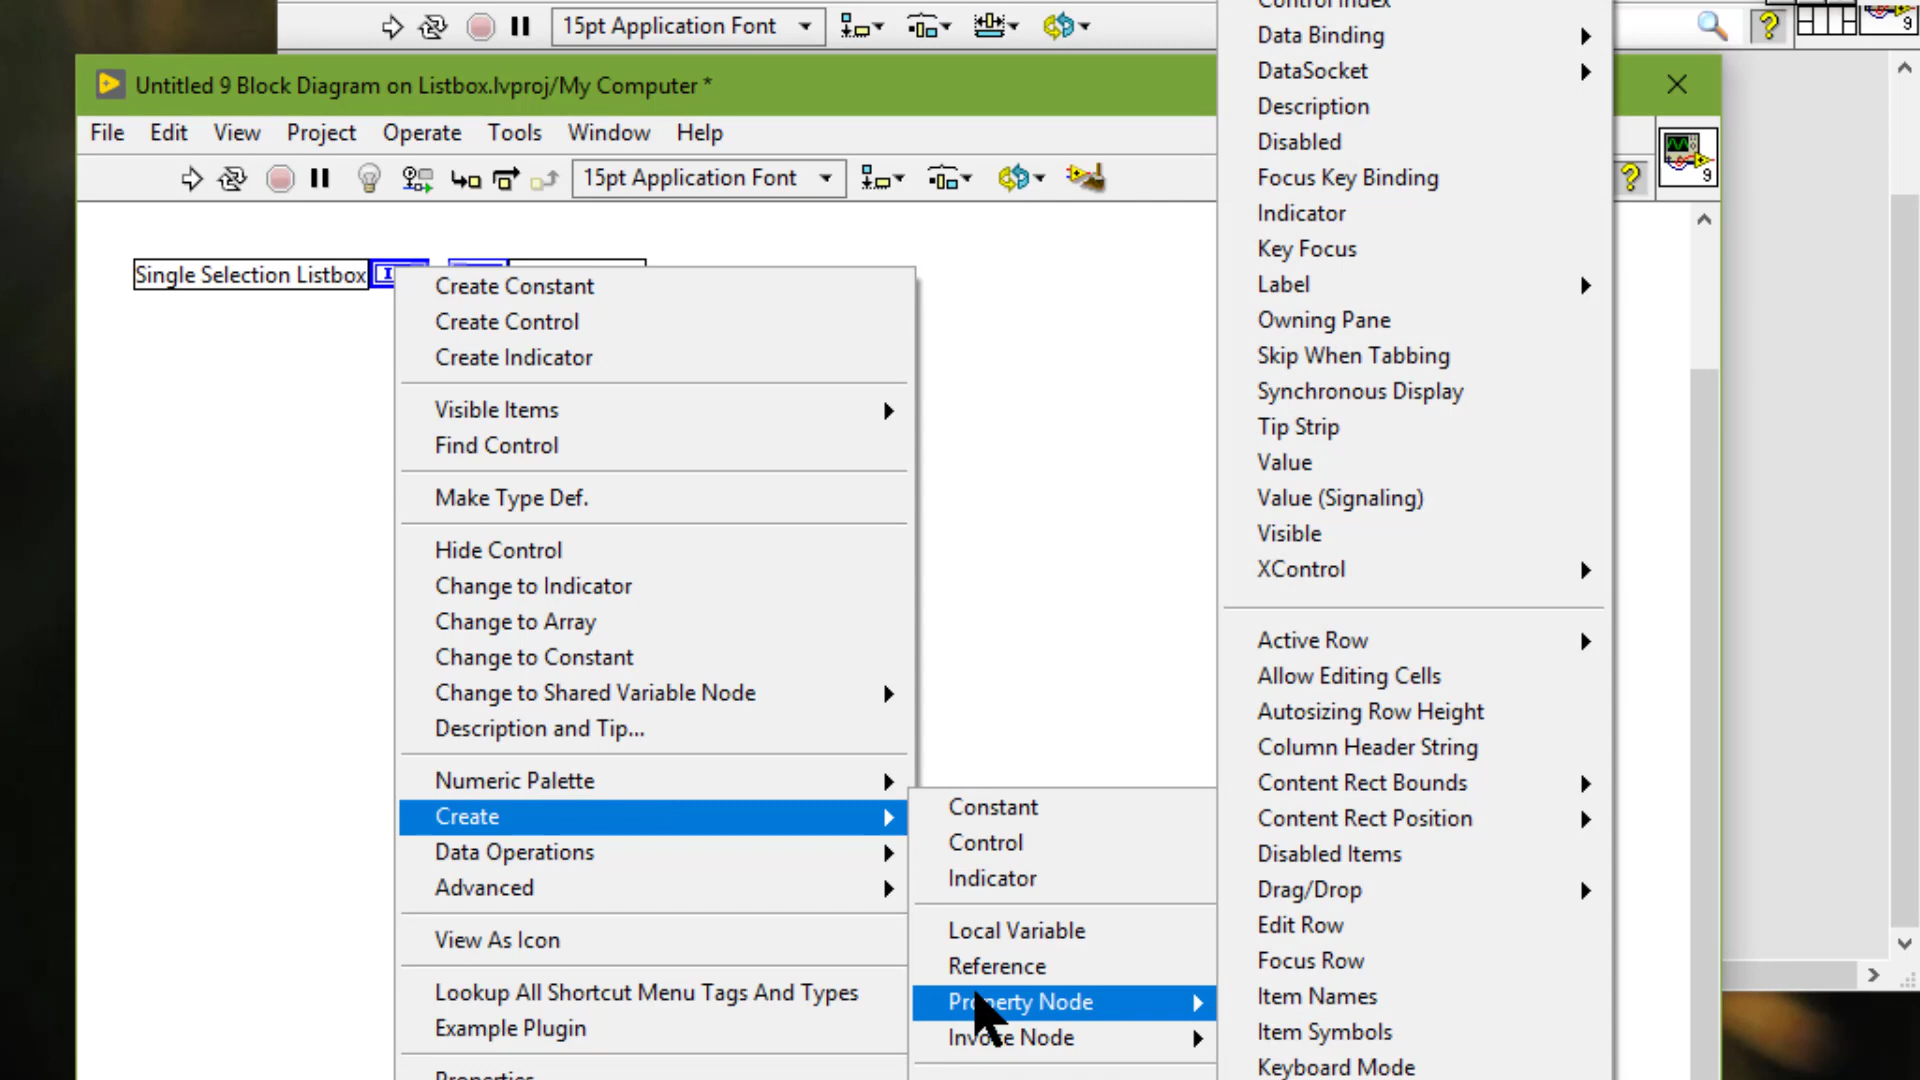 15pt Application Font
9
Untitled 9 Block Diagram on Listbox.lvproj/My Computer *
File Edit View Project Operate Tools Window Help
15pt Application Font
9
Single Selection Listbox
Create Constant
Create Control
Create Indicator
Visible Items
Find Control
Make Type Def.
Hide Control
Change to Indicator
Change to Array
Change to Constant
Change to Shared Variable Node
Description and Tip...
Numeric Palette
Create
Data Operations
Advanced
View As Icon
Lookup All Shortcut Menu Tags And Types
Example Plugin
Properties
Constant
Control
Indicator
Local Variable
Reference
Property Node
Invoke Node
Control Index
Data Binding
DataSocket
Description
Disabled
Focus Key Binding
Indicator
Key Focus
Label
Owning Pane
Skip When Tabbing
Synchronous Display
Tip Strip
Value
Value (Signaling)
Visible
XControl
Active Row
Allow Editing Cells
Autosizing Row Height
Column Header String
Content Rect Bounds
Content Rect Position
Disabled Items
Drag/Drop
Edit Row
Focus Row
Item Names
Item Symbols
Keyboard Mode